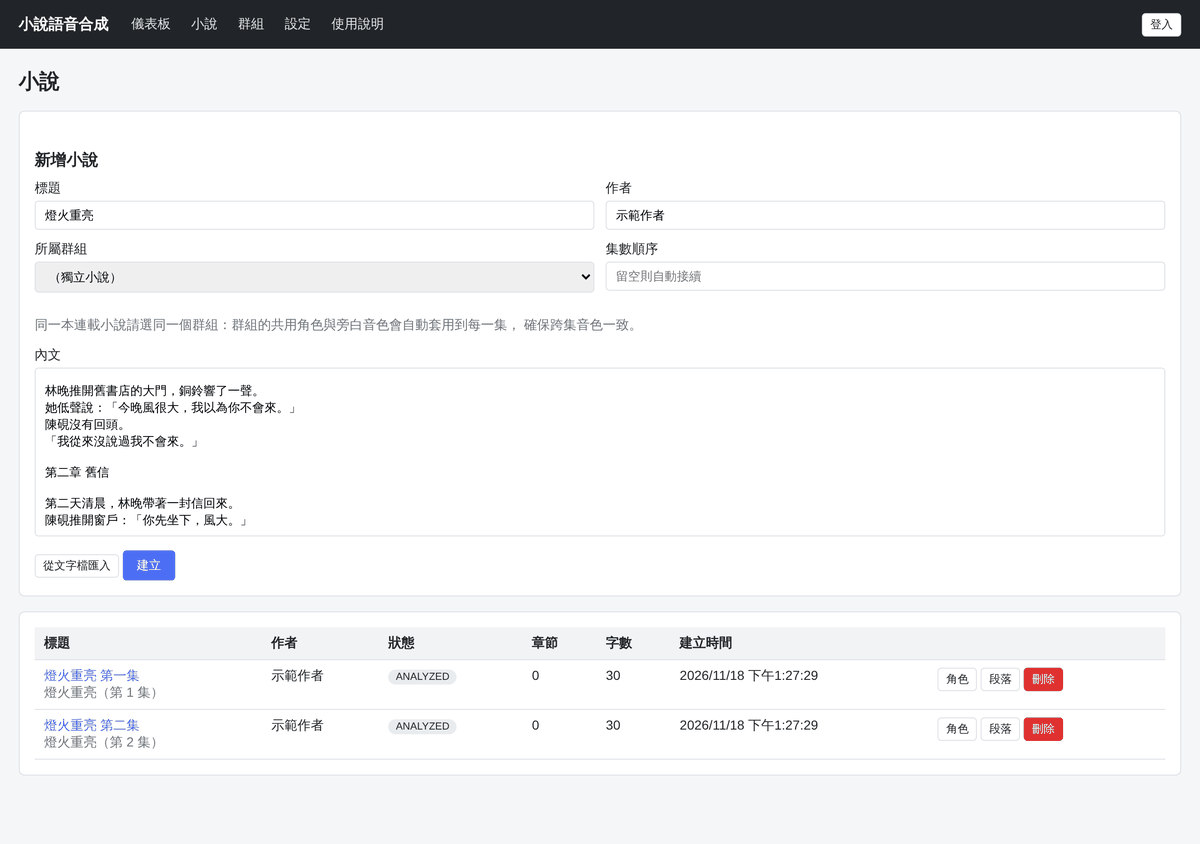 小說語音合成 儀表板 小說 群組 設定 使用說明 登入
小說
新增小說
標題 作者
燈火重亮 示範作者
所屬群組 集數順序
（獨立小說） 留空則自動接續
同一本連載小說請選同一個群組：群組的共用角色與旁白音色會自動套用到每一集， 確保跨集音色一致。
內文
林晚推開舊書店的大門，銅鈴響了一聲。
她低聲說：「今晚風很大，我以為你不會來。」
陳硯沒有回頭。
「我從來沒說過我不會來。」
第二章 舊信
第二天清晨，林晚帶著一封信回來。
陳硯推開窗戶：「你先坐下，風大。」
從文字檔匯入 建立
標題 作者 狀態 章節 字數 建立時間
燈火重亮 第一集 示範作者 ANALYZED 0 30 2026/11/18 下午1:27:29 角色 段落 刪除
燈火重亮（第 1 集）
燈火重亮 第二集 示範作者 ANALYZED 0 30 2026/11/18 下午1:27:29 角色 段落 刪除
燈火重亮（第 2 集）